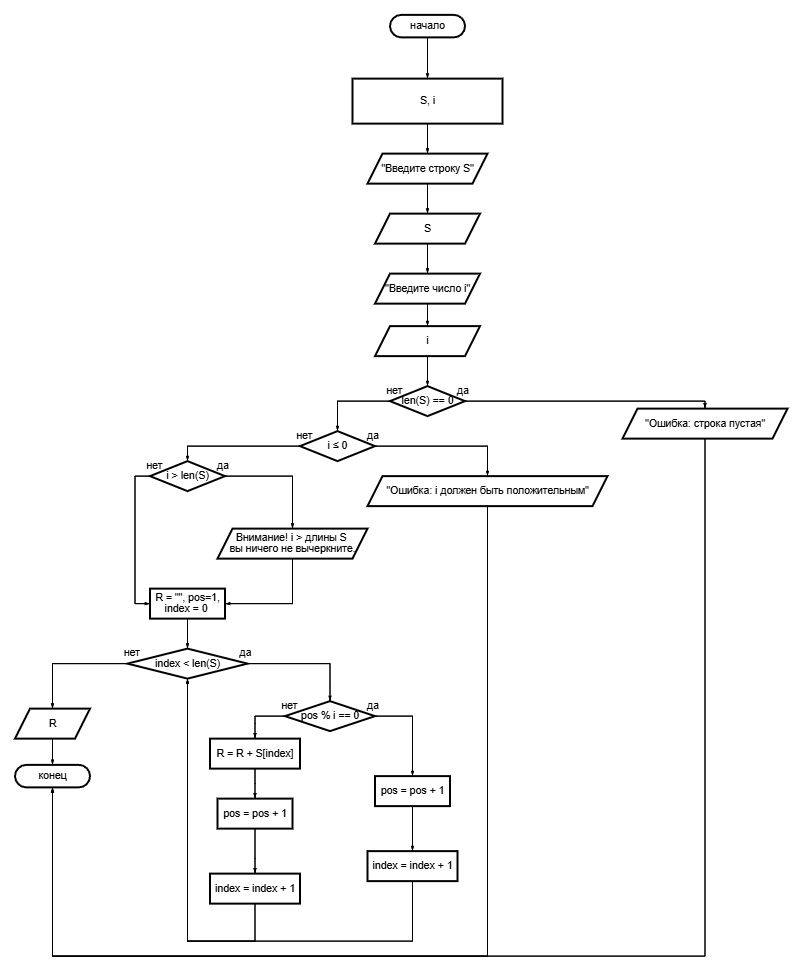 начало
S, i
"Введите строку S"
S
"Введите число i"
i
нет
да
len(S) == 0
"Ошибка: строка пустая"
нет
да
i ≤ 0
нет
да
i > len(S)
"Ошибка: i должен быть положительным"
Внимание! i > длины S
вы ничего не вычеркните.
R = "", pos=1,
index = 0
нет
да
index < len(S)
нет
да
pos % i == 0
R
R = R + S[index]
конец
pos = pos + 1
pos = pos + 1
index = index + 1
index = index + 1